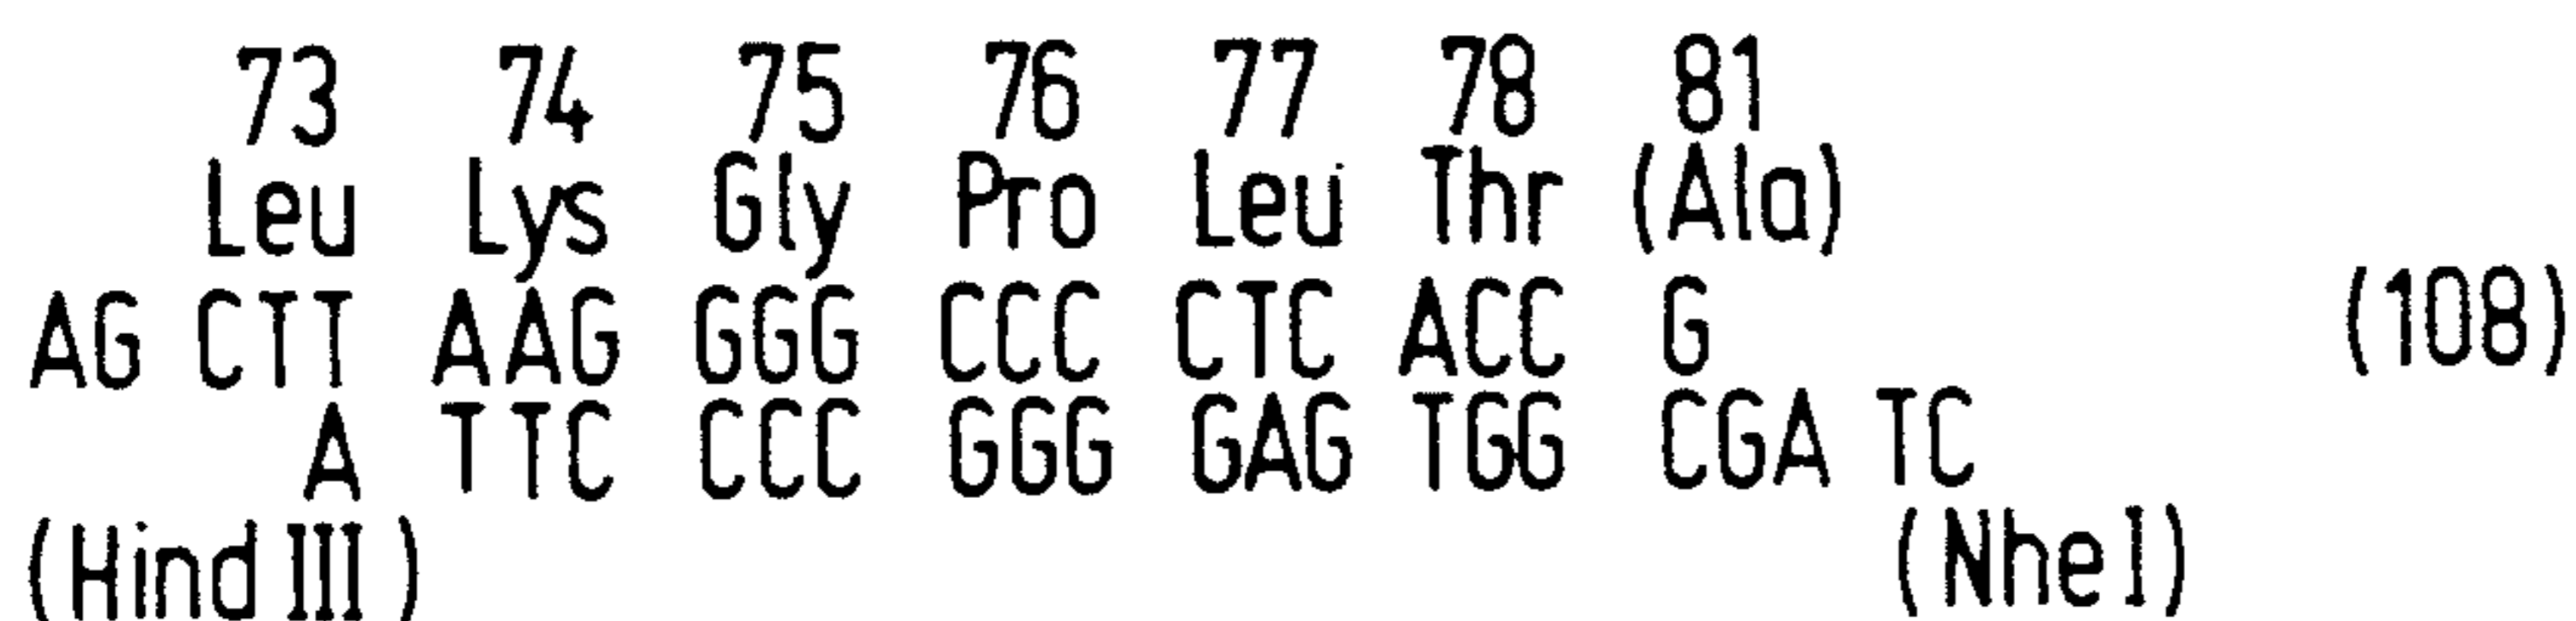 73 74 75 76 77 78 81
Leu Lys Gly Pro Leu Thr (Ala)
AG CTT AAG GGG CCC CTC ACC G (108)
A TTC CCC GGG GAG TGG CGA TC
(Hind III) (Nhe I)